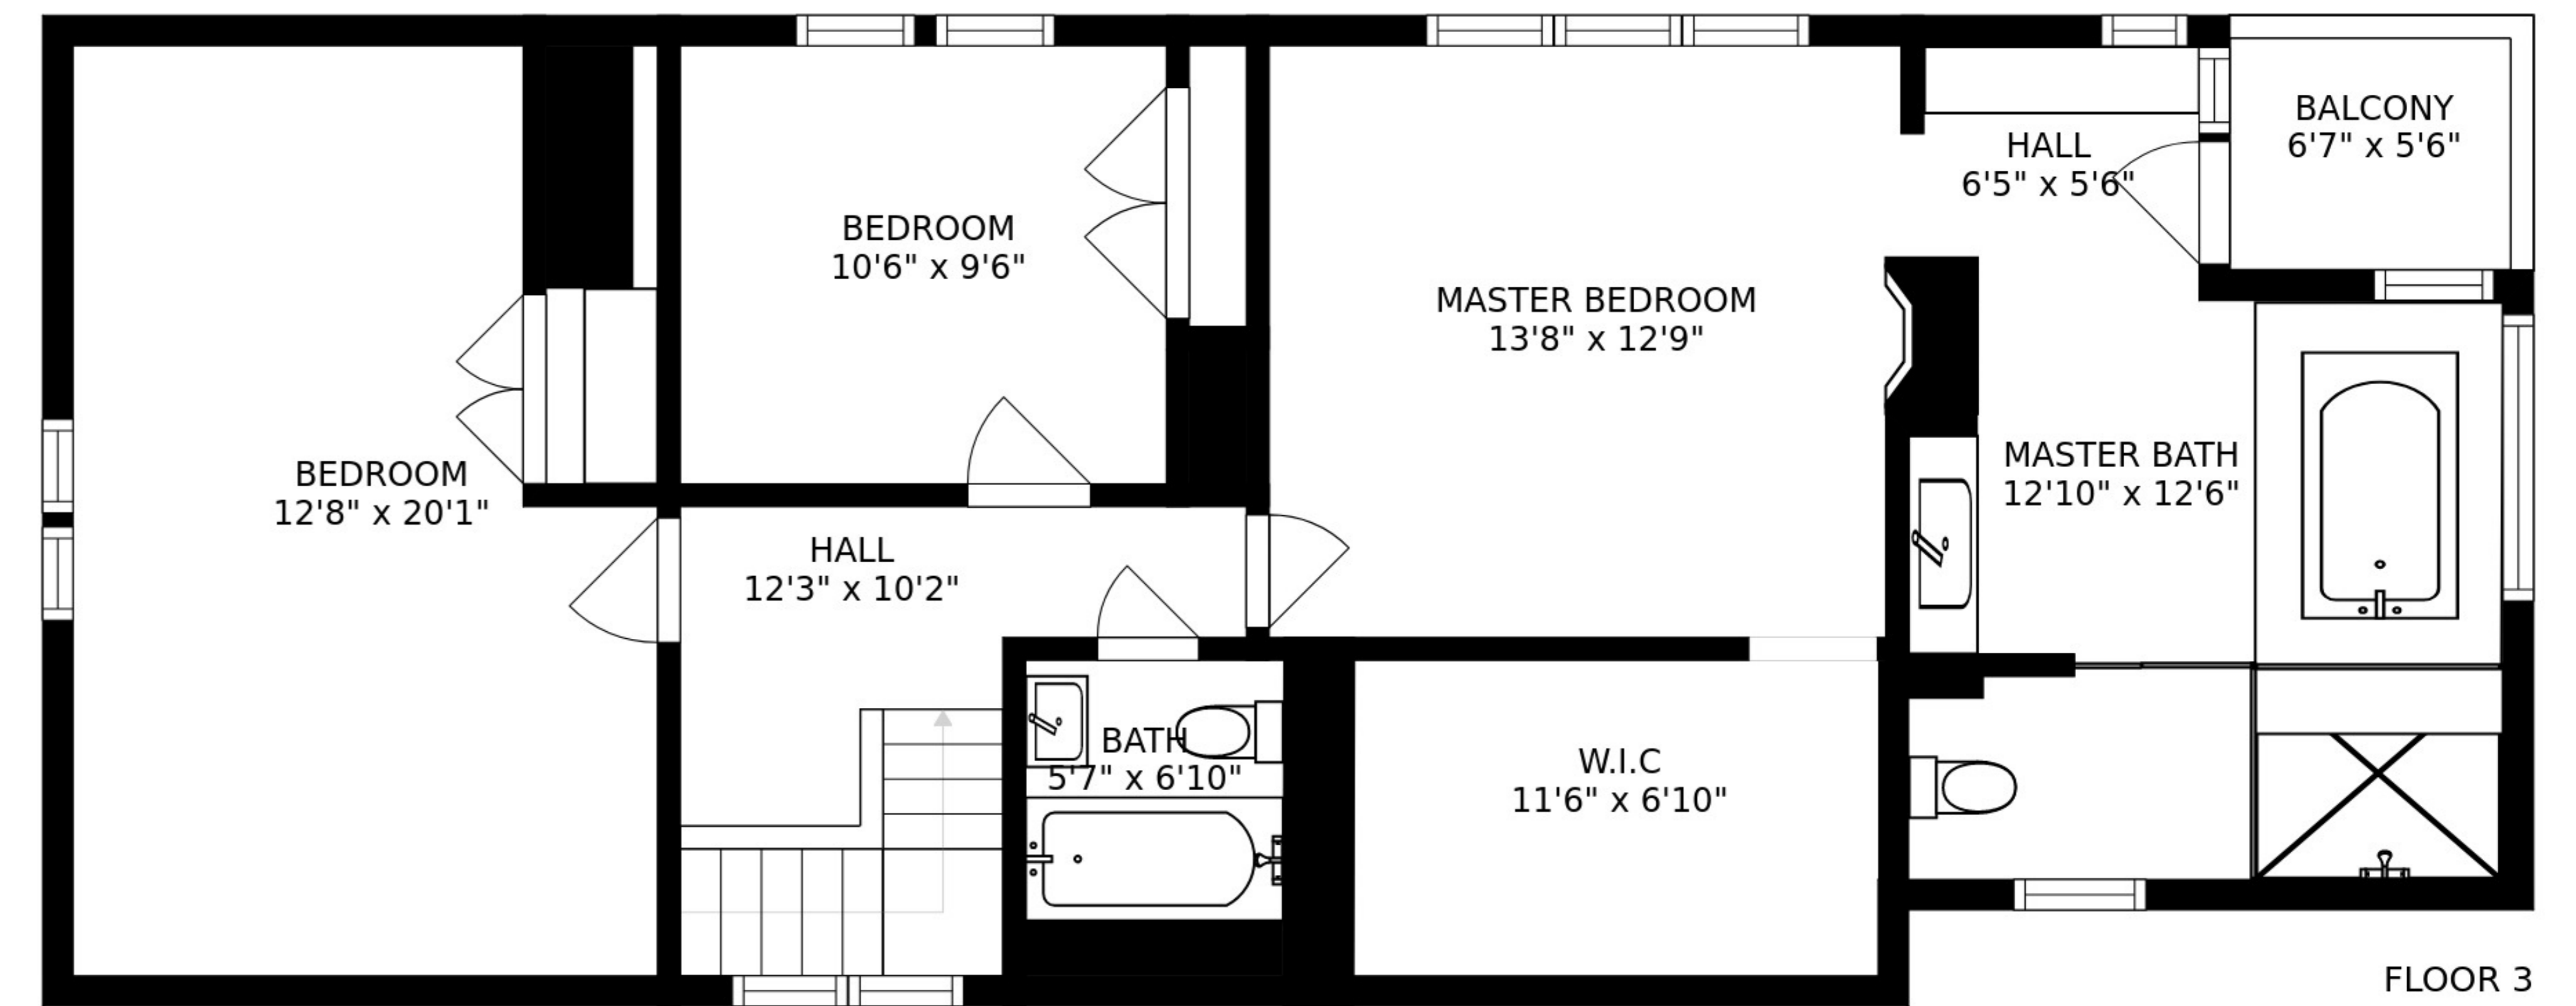 BALCONY
6'7" x 5'6"
HALL
6'5" x 5'6"
BEDROOM
10'6" x 9'6"
MASTER BEDROOM
13'8" x 12'9"
MASTER BATH
12'10" x 12'6"
BEDROOM
12'8" x 20'1"
HALL
12'3" x 10'2"
BATH
5'7" x 6'10"
W.I.C
11'6" x 6'10"
FLOOR 3